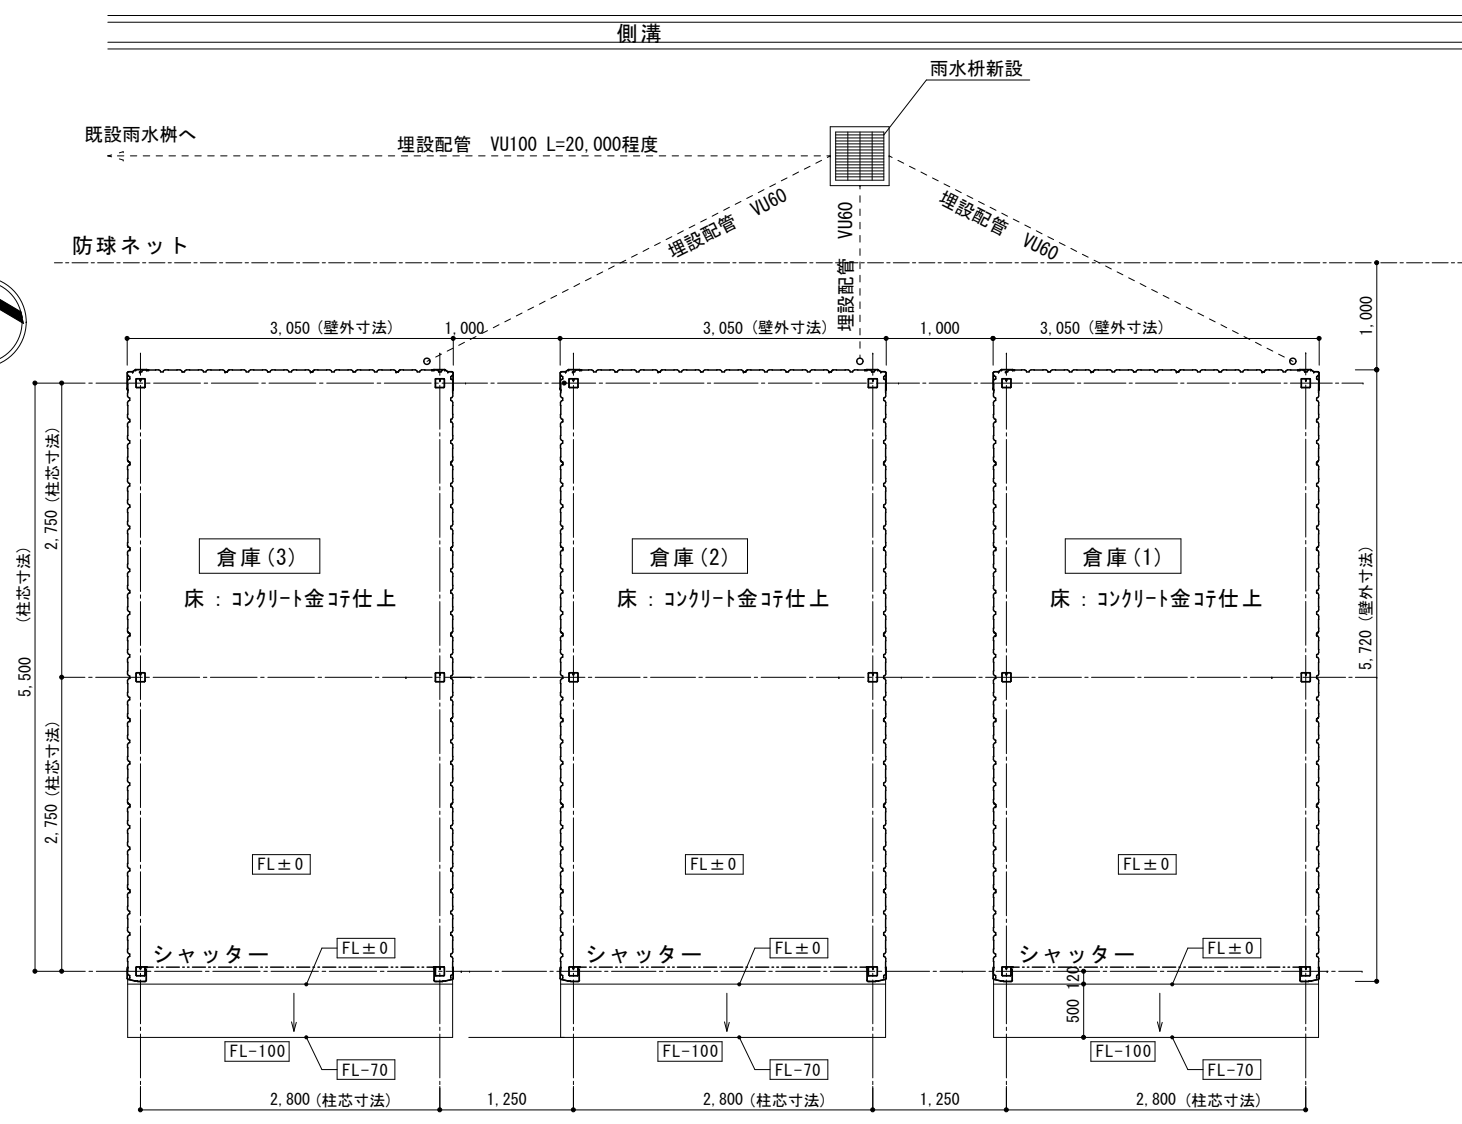 側溝
雨水枡新設
既設雨水桝へ
埋設配管 VU100 L=20,000程度
埋設配管 VU60
埋設配管 VU60
埋設配管 VU60
防球ネット
3,050 (壁外寸法)
1,000
3,050 (壁外寸法)
1,000
3,050 (壁外寸法)
1,000
2,750 (柱芯寸法)
5,500 (柱芯寸法)
2,750 (柱芯寸法)
5,720 (壁外寸法)
倉庫(3)
床 : コンクリート金コテ仕上
倉庫(2)
床 : コンクリート金コテ仕上
倉庫(1)
床 : コンクリート金コテ仕上
FL±0
FL±0
FL±0
シャッター
FL±0
シャッター
FL±0
シャッター
FL±0
120
500
FL-100
FL-70
FL-100
FL-70
FL-100
FL-70
2,800 (柱芯寸法)
1,250
2,800 (柱芯寸法)
1,250
2,800 (柱芯寸法)